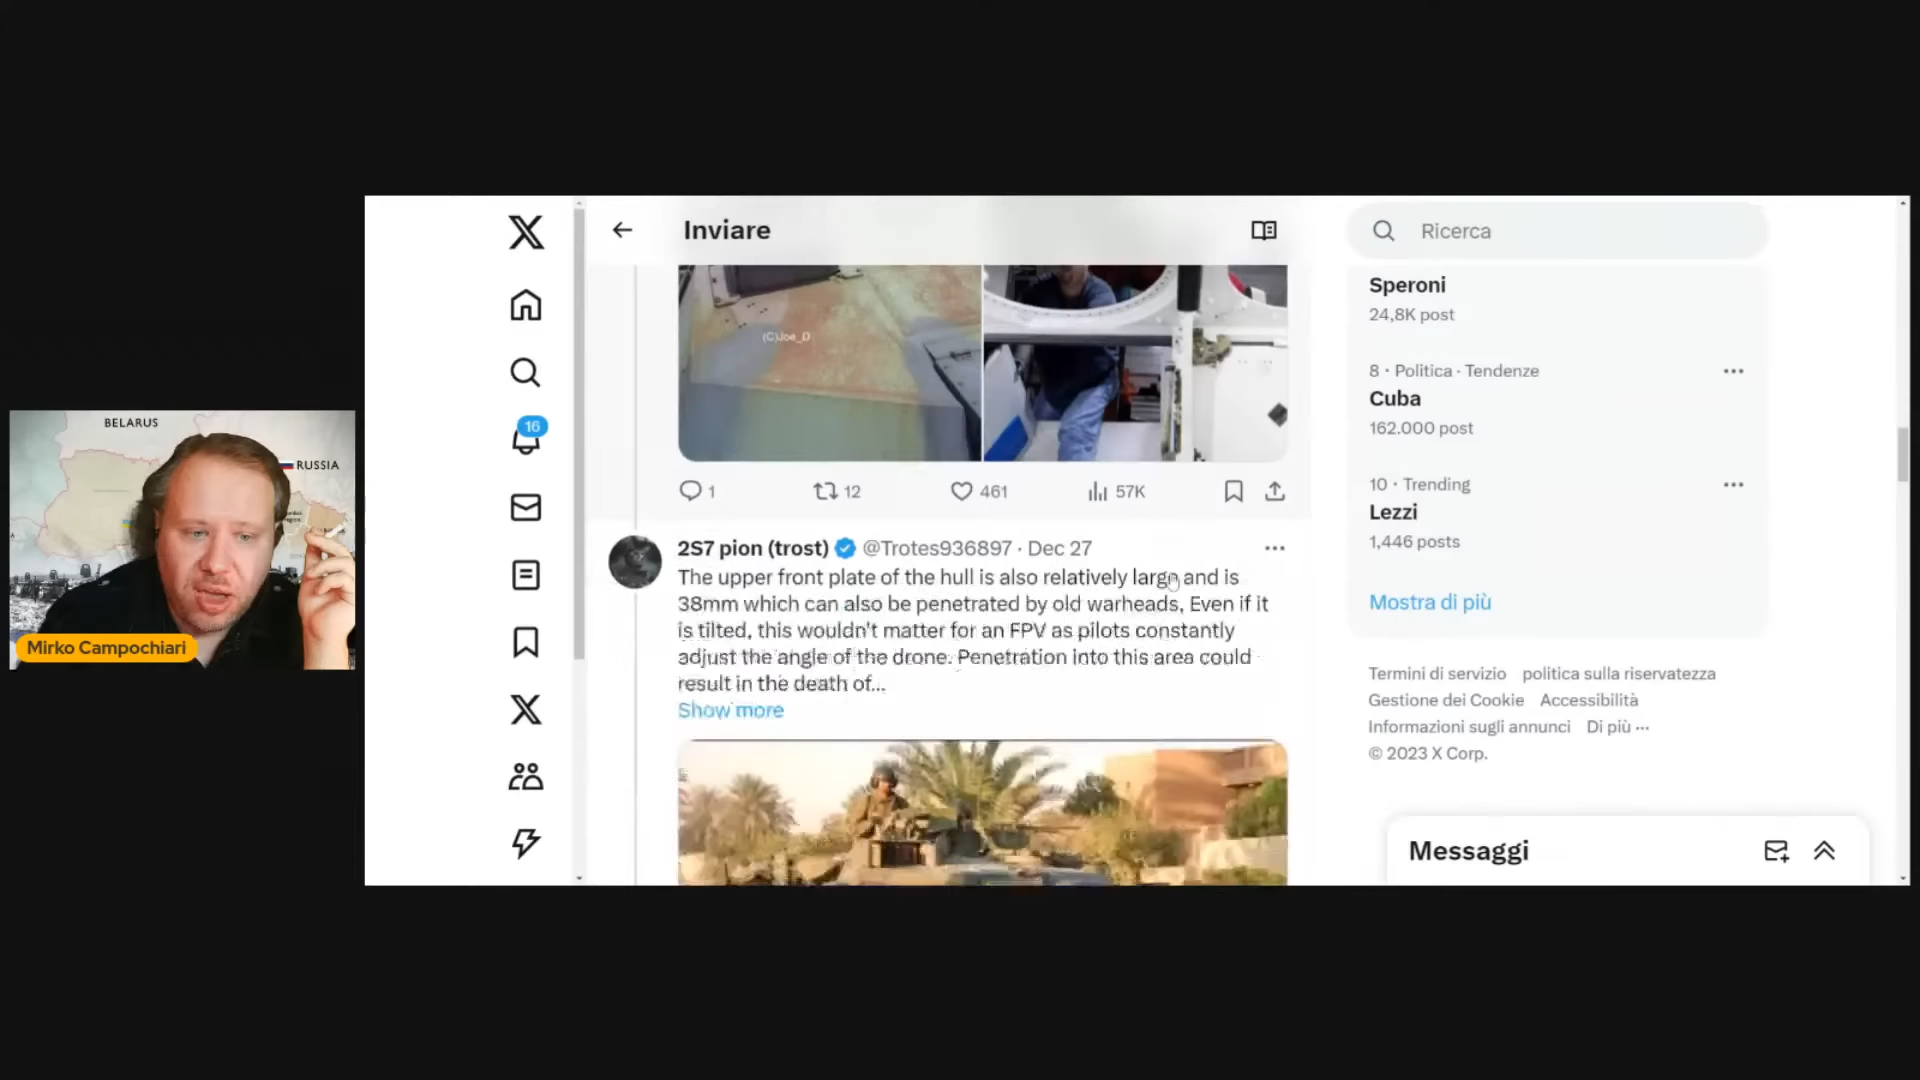 BELARUS
RUSSIA
Mirko Campochiari
16
Inviare
(C)Joe_D
1
12
461
57K
2S7 pion (trost) @Trotes936897 · Dec 27
The upper front plate of the hull is also relatively large and is
38mm which can also be penetrated by old warheads, Even if it
is tilted, this wouldn't matter for an FPV as pilots constantly
adjust the angle of the drone. Penetration into this area could
result in the death of...
Show more
Ricerca
Speroni
24,8K post
8 · Politica · Tendenze
Cuba
162.000 post
10 · Trending
Lezzi
1,446 posts
Mostra di più
Termini di servizio politica sulla riservatezza
Gestione dei Cookie Accessibilità
Informazioni sugli annunci Di più ···
© 2023 X Corp.
Messaggi